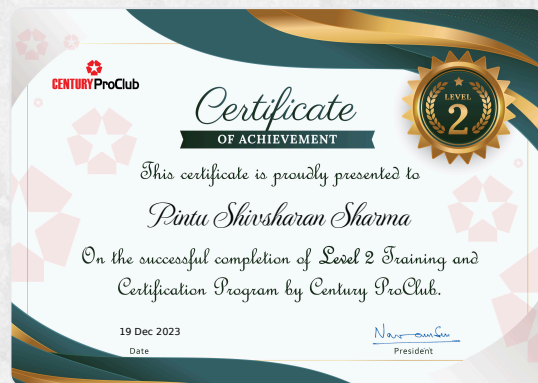 CENTURY ProClub
LEVEL
2
Certificate
OF ACHIEVEMENT
This certificate is proudly presented to
Pintu Shivsharan Sharma
On the successful completion of Level 2 Training and
Certification Program by Century ProClub.
19 Dec 2023
Date
President